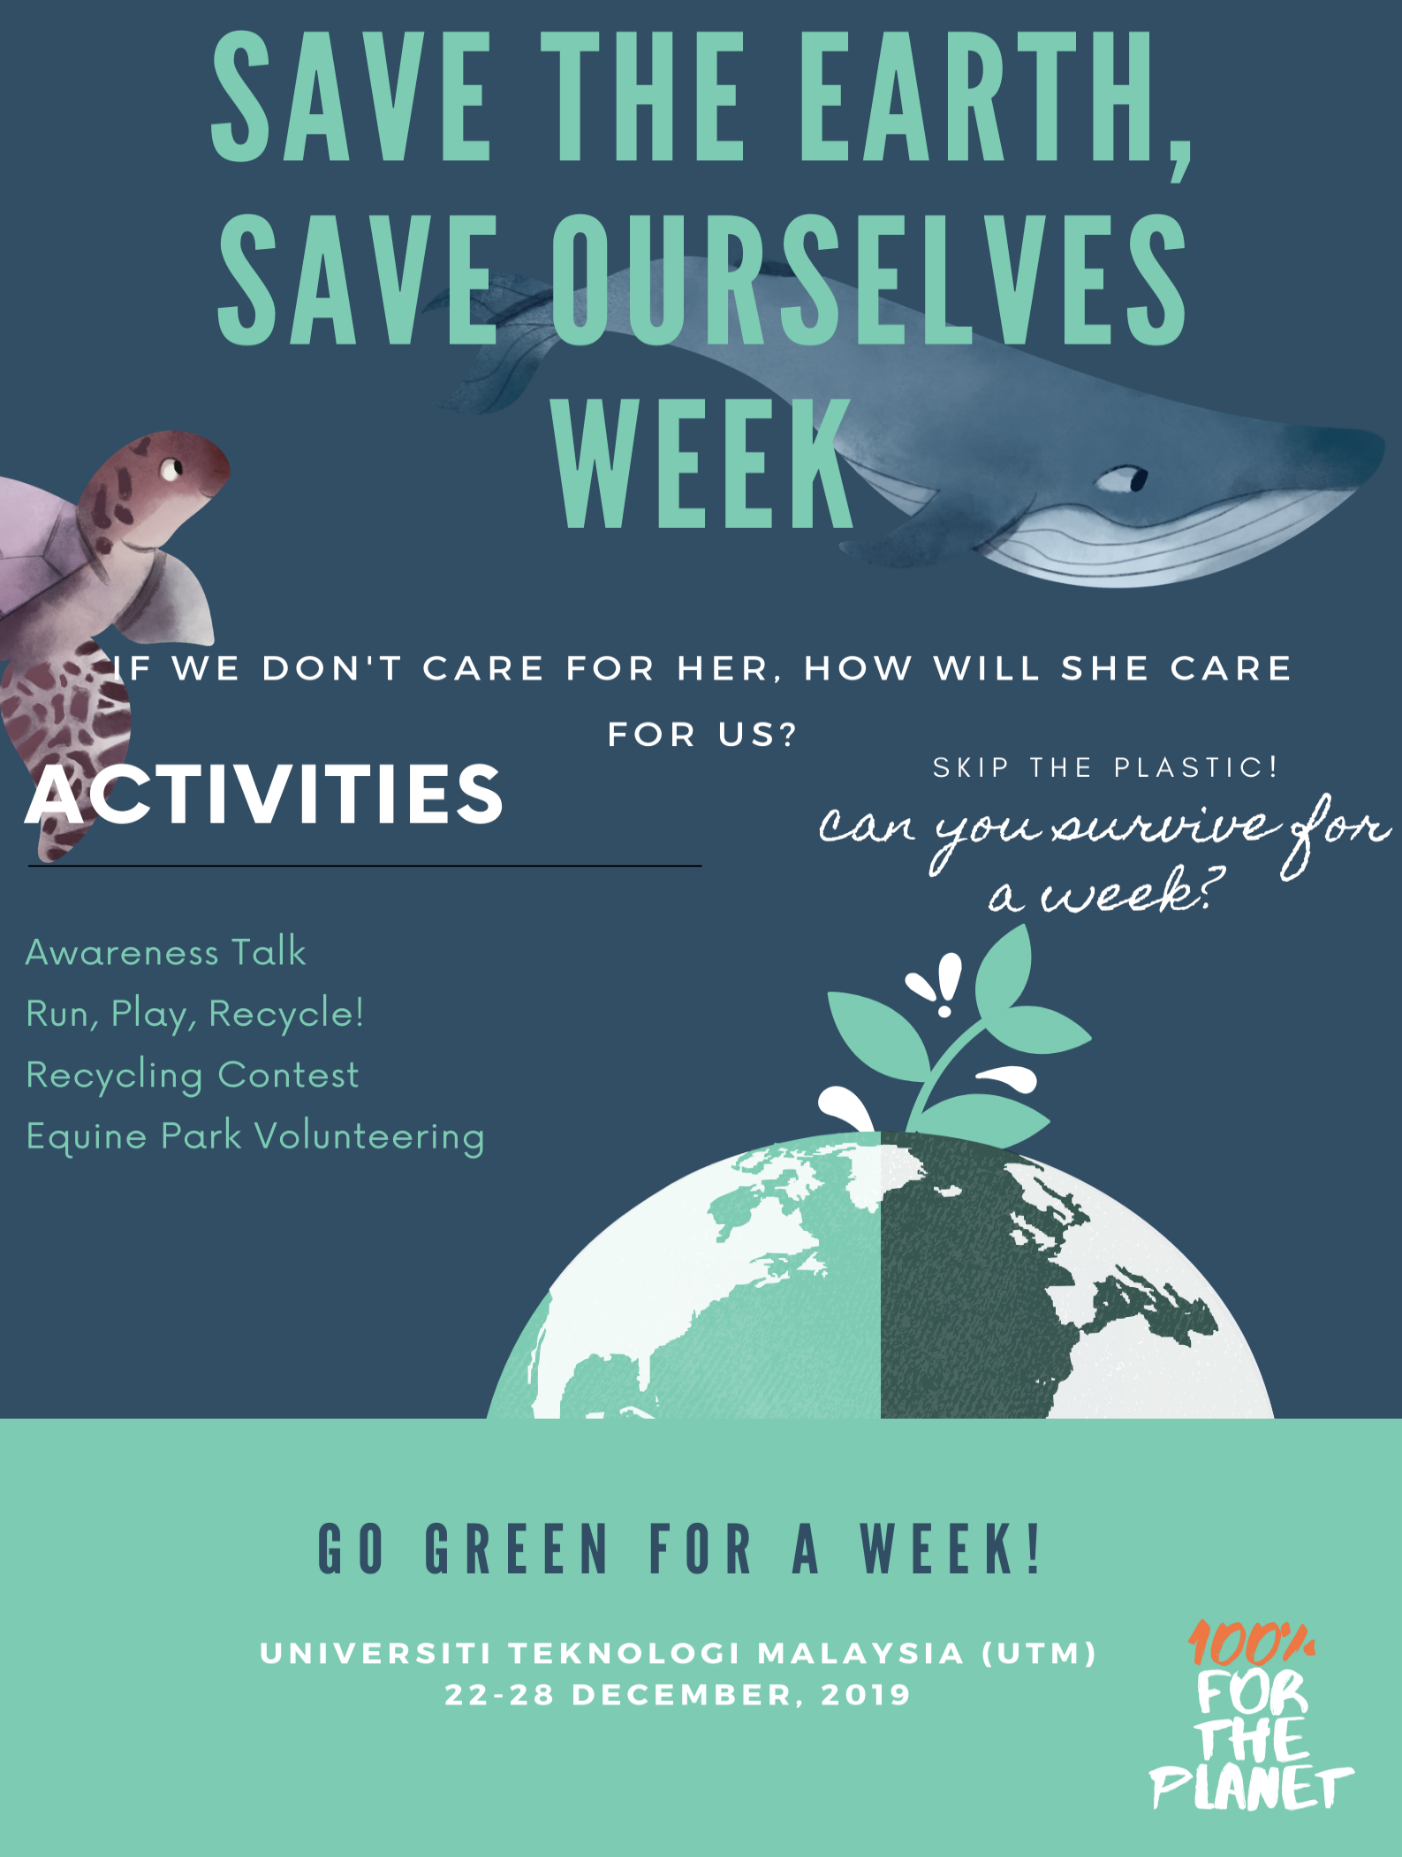 SAVE THE EARTH,
SAVE OURSELVES
WEEK
IF WE DON'T CARE FOR HER, HOW WILL SHE CARE
FOR US?
ACTIVITIES
Awareness Talk
Run, Play, Recycle!
Recycling Contest
Equine Park Volunteering
SKIP THE PLASTIC!
can you survive for
a week?
GO GREEN FOR A WEEK!
UNIVERSITI TEKNOLOGI MALAYSIA (UTM)
22-28 DECEMBER, 2019
100%
FOR
THE
PLANET